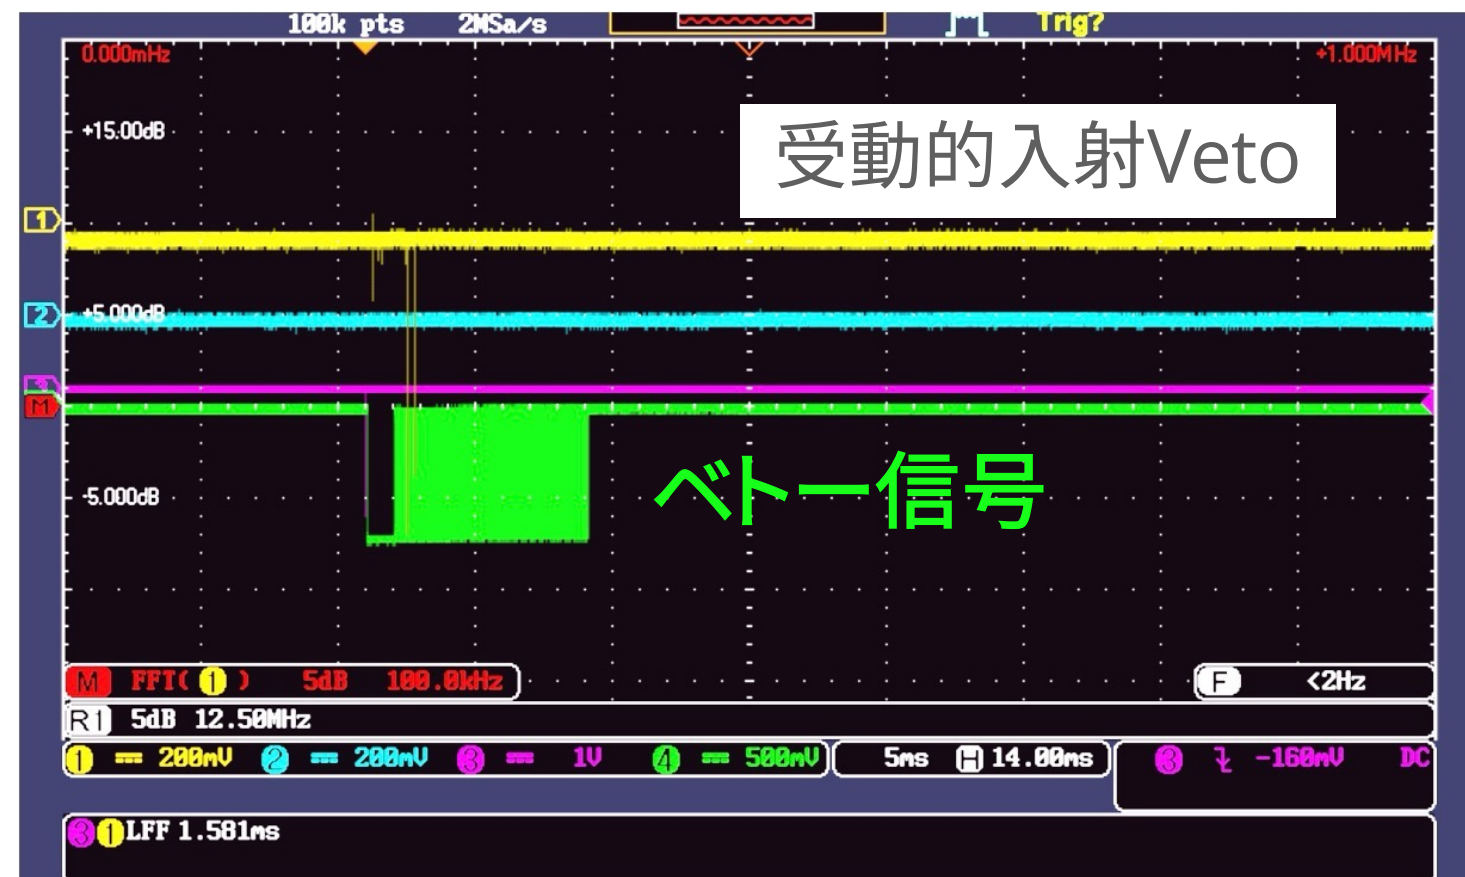 100k pts 2MSa/s Trig?
0.000mHz +1.000MHz
+15.00dB
受動的入射Veto
1
2 +5.000dB
3
M
ベトー信号
-5.000dB
M FFT( 1 ) 5dB 100.0kHz F <2Hz
R1 5dB 12.50MHz
1 200mV 2 200mV 3 1V 4 500mV 5ms H 14.00ms 3 -160mV DC
3 1 LFF 1.581ms